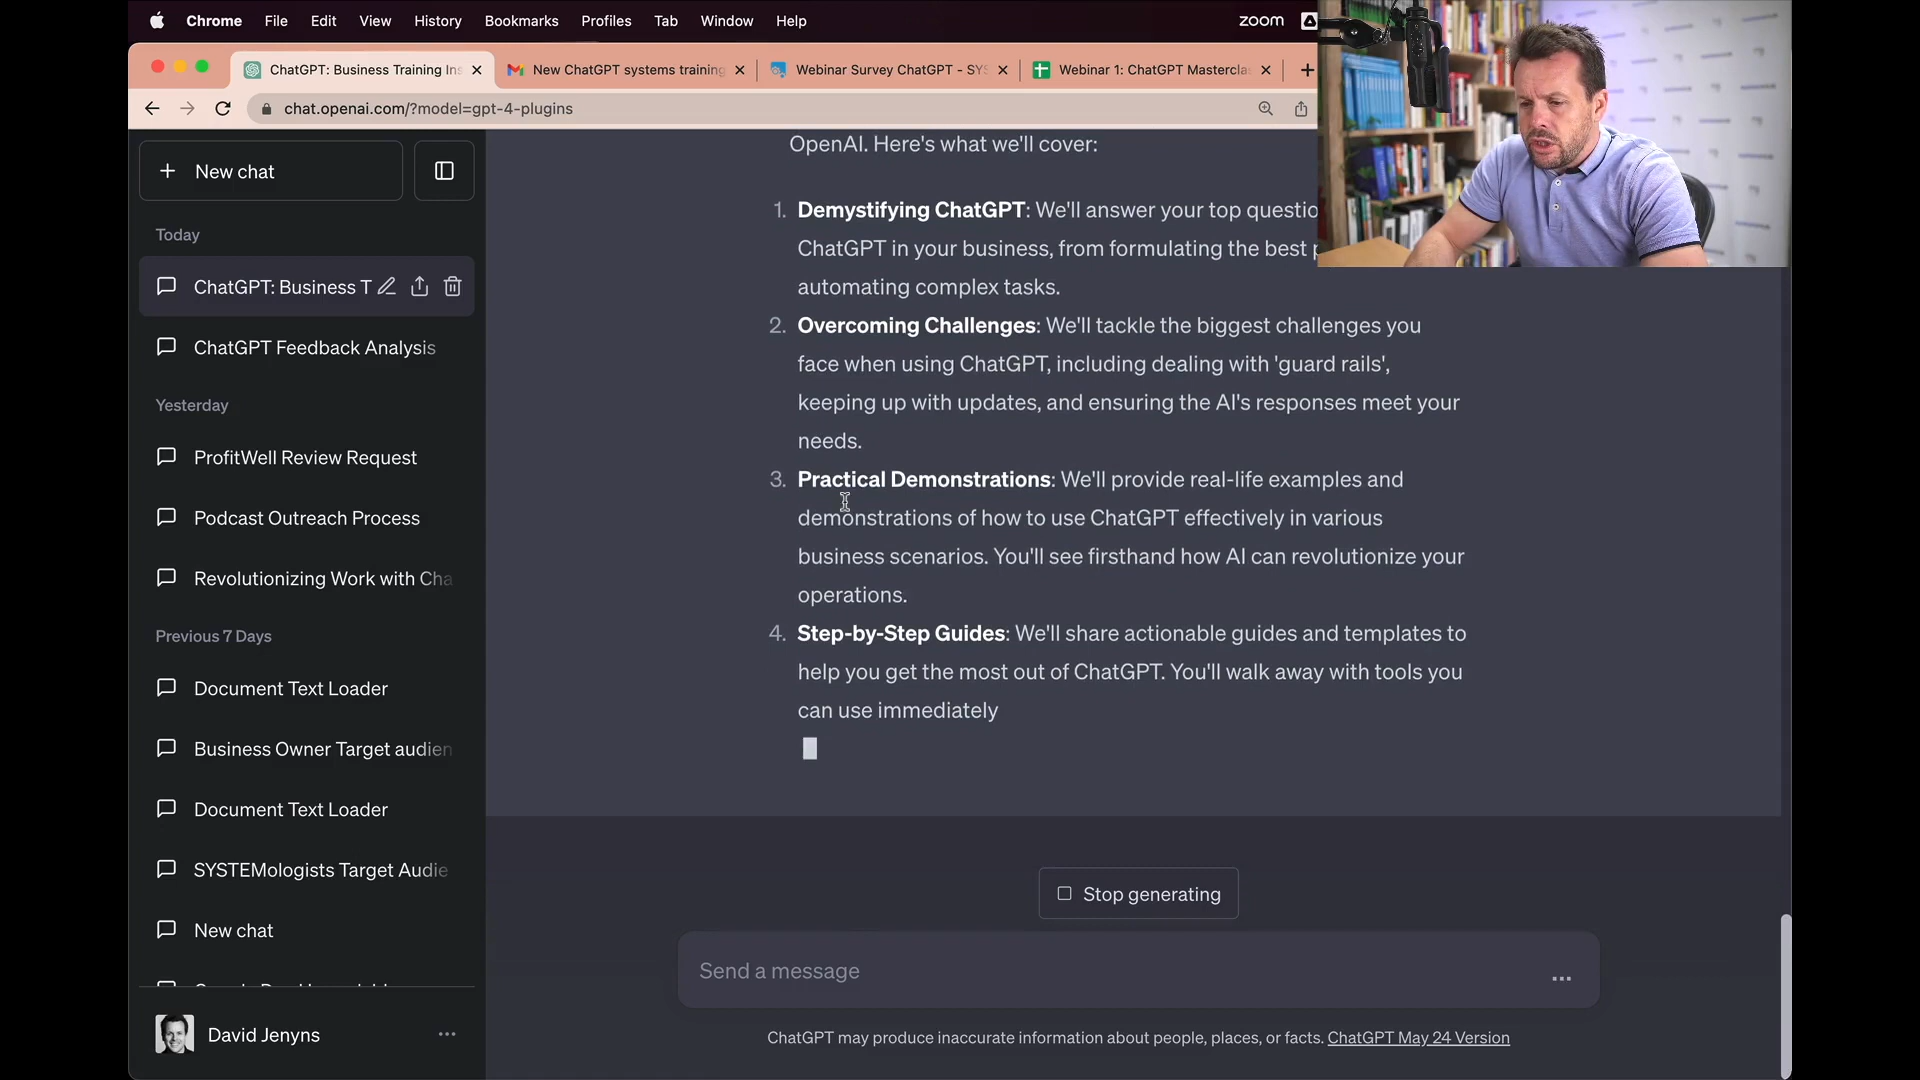 Chrome File Edit View History Bookmarks Profiles Tab Window Help zoom
ChatGPT: Business Training Ins
New ChatGPT systems training
Webinar Survey ChatGPT - SYS
Webinar 1: ChatGPT Mastercla
chat.openai.com/?model=gpt-4-plugins
New chat
Today
ChatGPT: Business T
ChatGPT Feedback Analysis
Yesterday
ProfitWell Review Request
Podcast Outreach Process
Revolutionizing Work with Cha
Previous 7 Days
Document Text Loader
Business Owner Target audien
Document Text Loader
SYSTEMologists Target Audie
New chat
David Jenyns
OpenAI. Here's what we'll cover:
1. Demystifying ChatGPT: We'll answer your top questio
ChatGPT in your business, from formulating the best
automating complex tasks.
2. Overcoming Challenges: We'll tackle the biggest challenges you
face when using ChatGPT, including dealing with 'guard rails',
keeping up with updates, and ensuring the AI's responses meet your
needs.
3. Practical Demonstrations: We'll provide real-life examples and
demonstrations of how to use ChatGPT effectively in various
business scenarios. You'll see firsthand how AI can revolutionize your
operations.
4. Step-by-Step Guides: We'll share actionable guides and templates to
help you get the most out of ChatGPT. You'll walk away with tools you
can use immediately
Stop generating
Send a message
ChatGPT may produce inaccurate information about people, places, or facts. ChatGPT May 24 Version